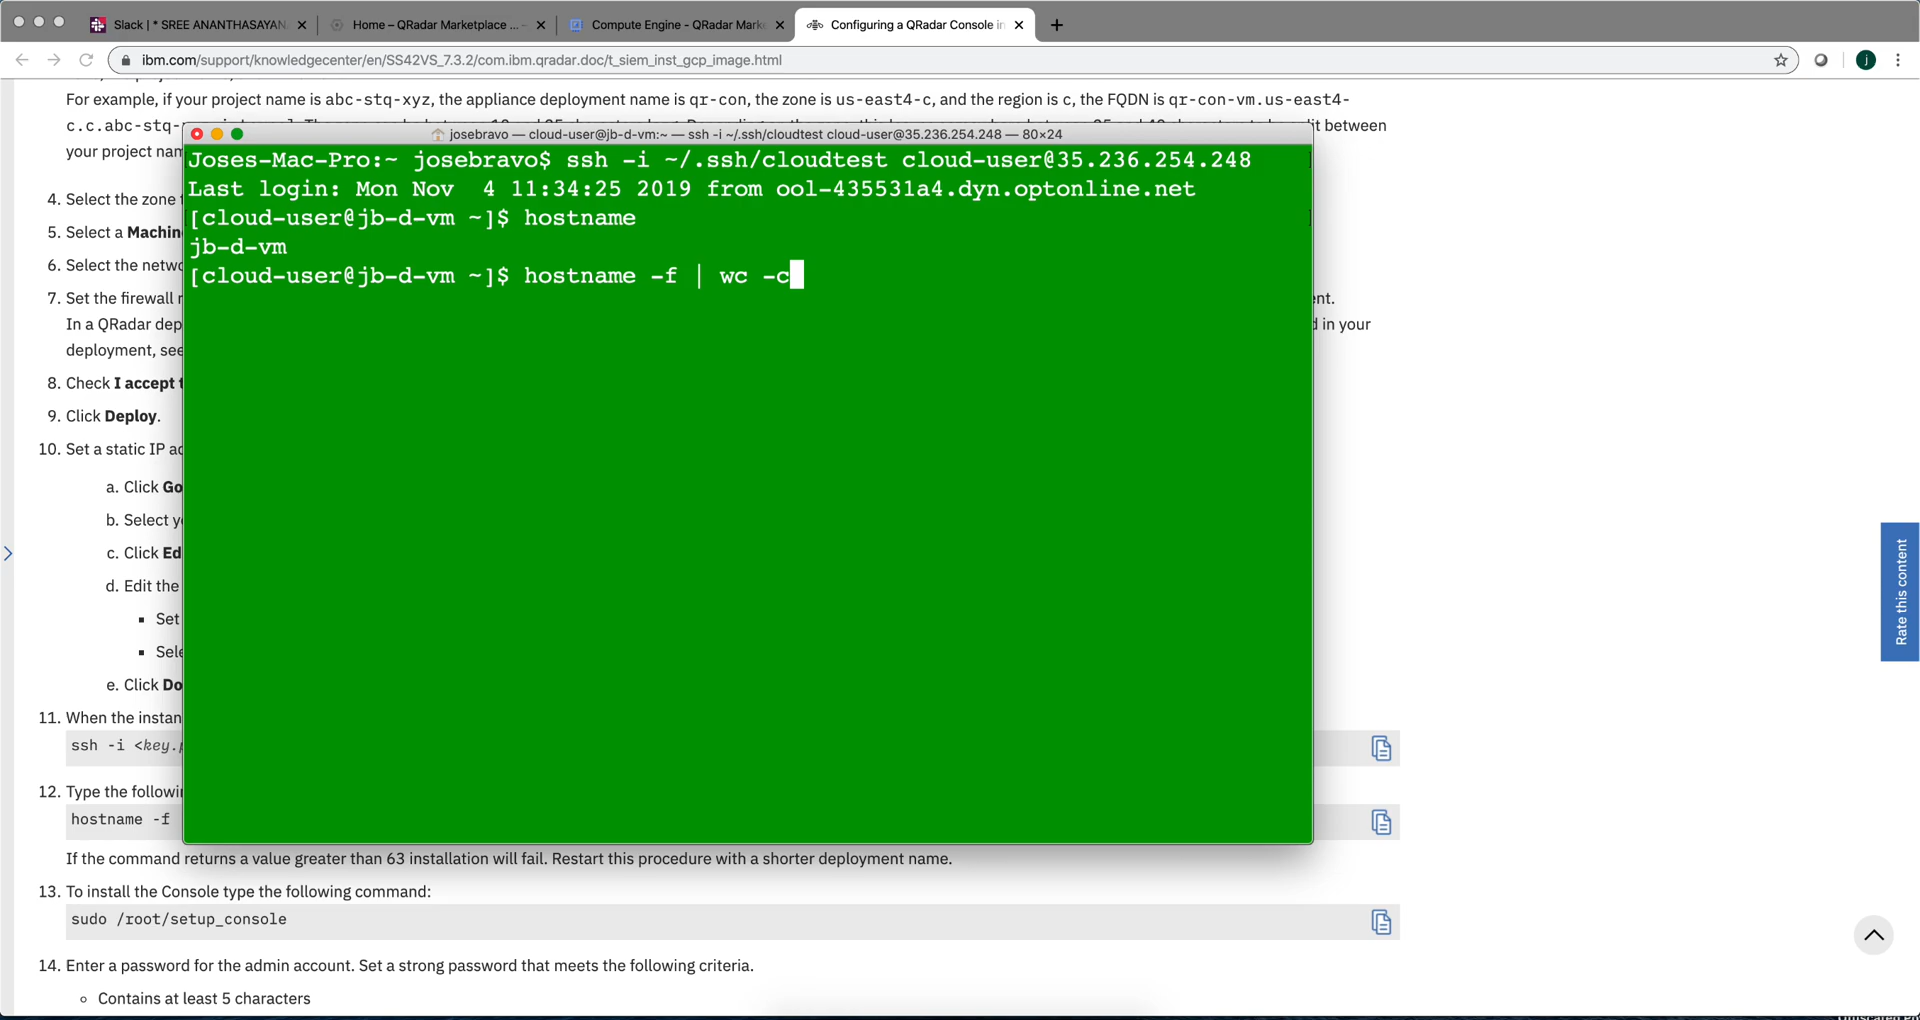 Slack | * SREE ANANTHASAYAN
Home – QRadar Marketplace ... -
Compute Engine - QRadar Mark
Configuring a QRadar Console in
ibm.com/support/knowledgecenter/en/SS42VS_7.3.2/com.ibm.qradar.doc/t_siem_inst_gcp_image.html
j
For example, if your project name is abc-stq-xyz, the appliance deployment name is qr-con, the zone is us-east4-c, and the region is c, the FQDN is qr-con-vm.us-east4-
c.c.abc-stq-
it between
your project nam
josebravo — cloud-user@jb-d-vm:~ — ssh -i ~/.ssh/cloudtest cloud-user@35.236.254.248 — 80×24
Joses-Mac-Pro:~ josebravo$ ssh -i ~/.ssh/cloudtest cloud-user@35.236.254.248
Last login: Mon Nov  4 11:34:25 2019 from ool-435531a4.dyn.optonline.net
[cloud-user@jb-d-vm ~]$ hostname
jb-d-vm
[cloud-user@jb-d-vm ~]$ hostname -f | wc -c
4. Select the zone
5. Select a Machin
6. Select the netwo
7. Set the firewall
ent.
In a QRadar dep
d in your
deployment, see
8. Check I accept t
9. Click Deploy.
10. Set a static IP ad
a. Click Go
b. Select y
c. Click Ed
d. Edit the
▪ Set
▪ Sele
e. Click Do
11. When the instan
ssh -i <key.p
12. Type the followi
hostname -f
If the command returns a value greater than 63 installation will fail. Restart this procedure with a shorter deployment name.
13. To install the Console type the following command:
sudo /root/setup_console
14. Enter a password for the admin account. Set a strong password that meets the following criteria.
○ Contains at least 5 characters
Rate this content